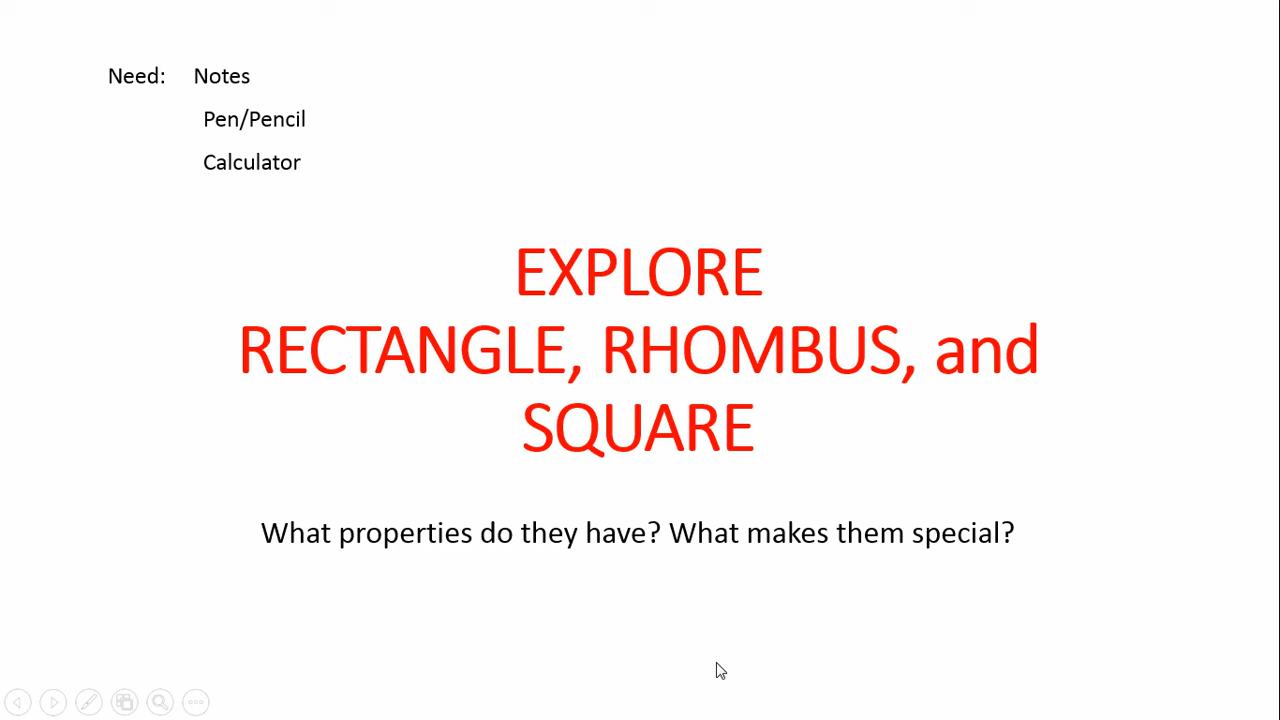 Need: Notes
Pen/Pencil
Calculator
EXPLORE
RECTANGLE, RHOMBUS, and
SQUARE
What properties do they have? What makes them special?